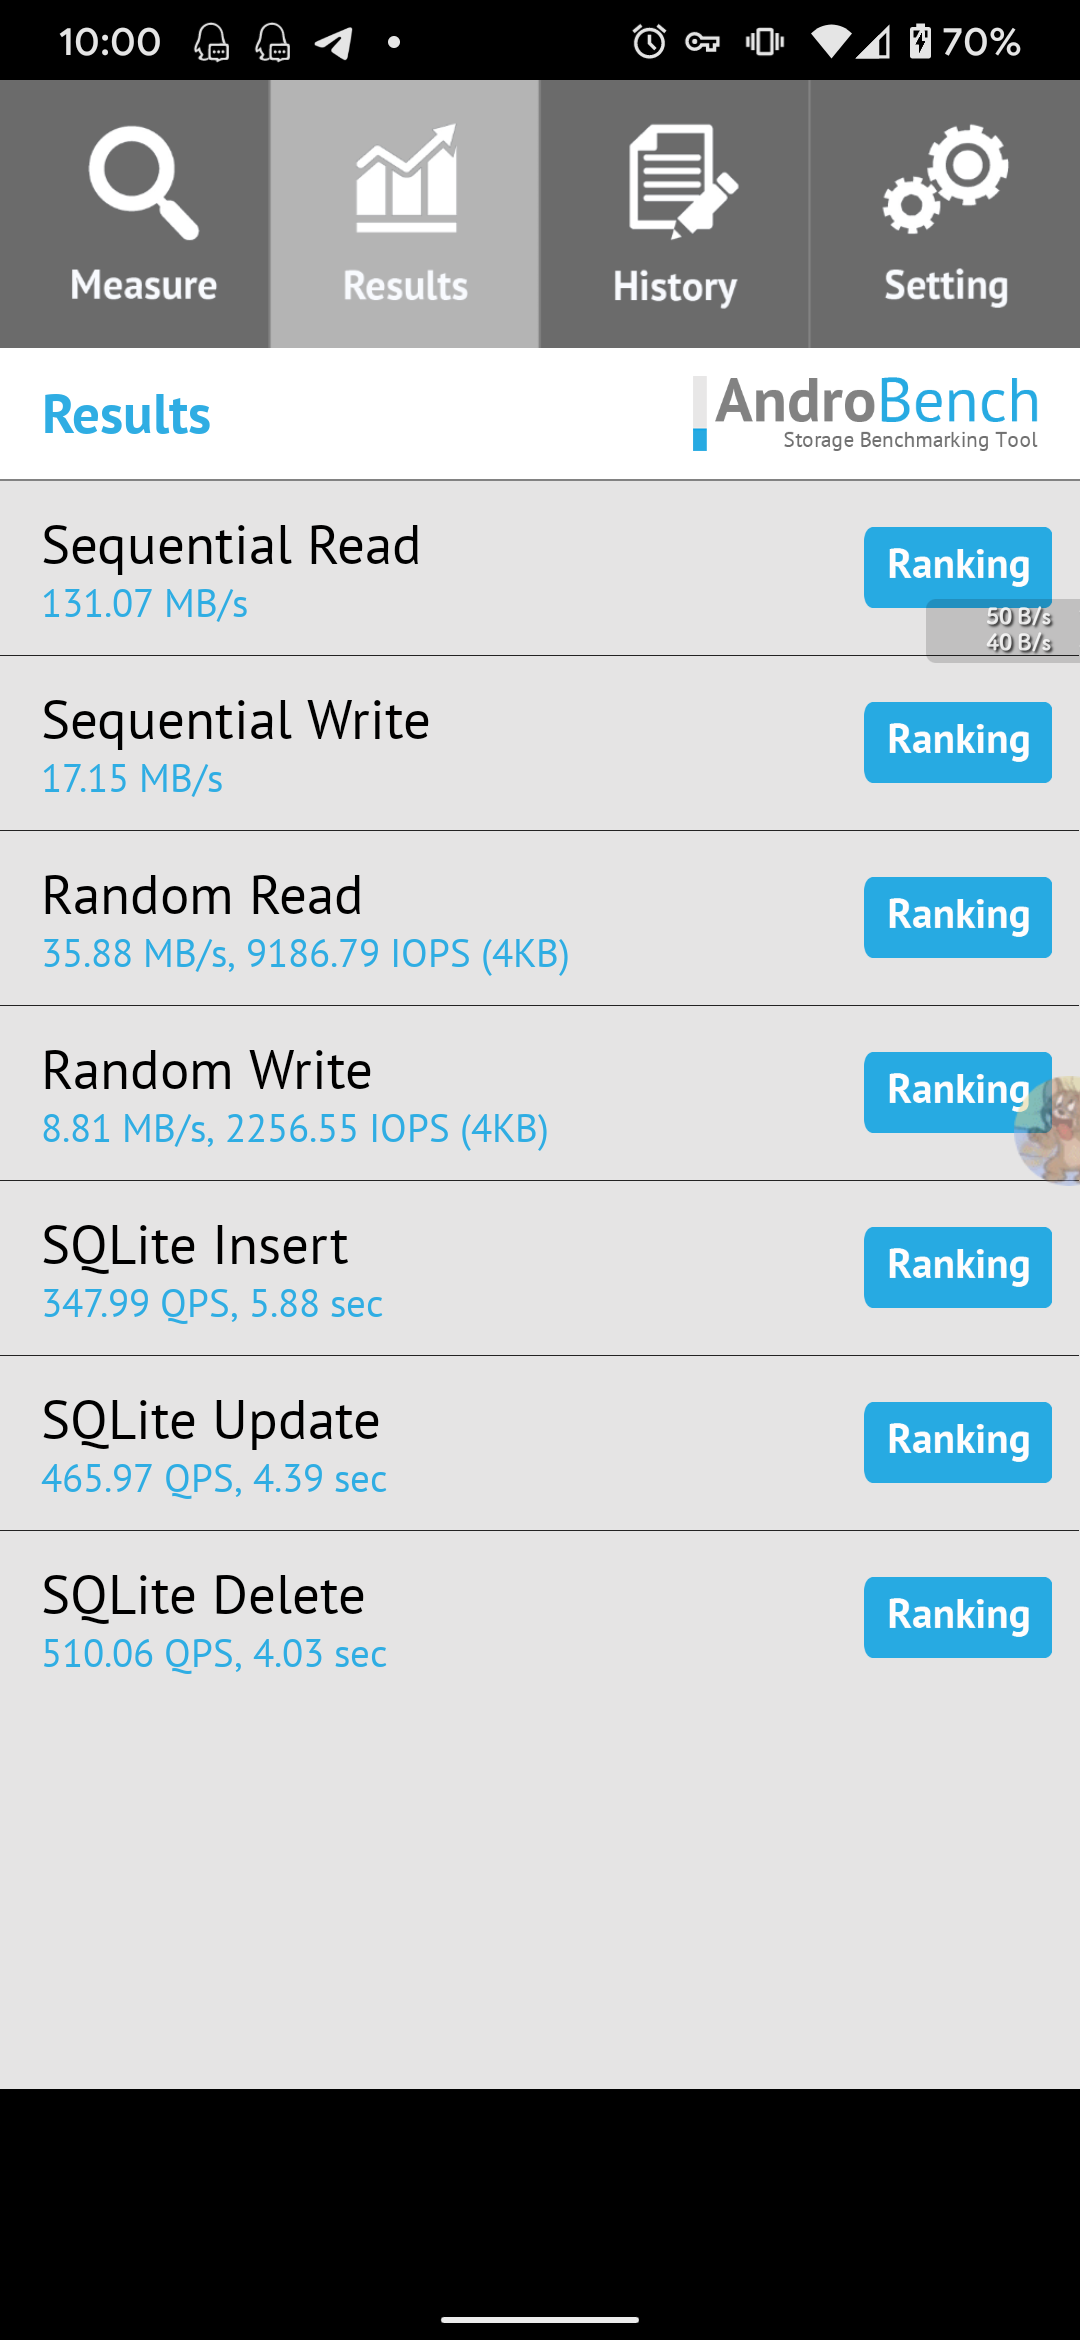 10:00
70%
Measure
Results
History
Setting
Results
AndroBench
Storage Benchmarking Tool
Sequential Read
131.07 MB/s
Ranking
50 B/s
40 B/s
Sequential Write
17.15 MB/s
Ranking
Random Read
35.88 MB/s, 9186.79 IOPS (4KB)
Ranking
Random Write
8.81 MB/s, 2256.55 IOPS (4KB)
Ranking
SQLite Insert
347.99 QPS, 5.88 sec
Ranking
SQLite Update
465.97 QPS, 4.39 sec
Ranking
SQLite Delete
510.06 QPS, 4.03 sec
Ranking